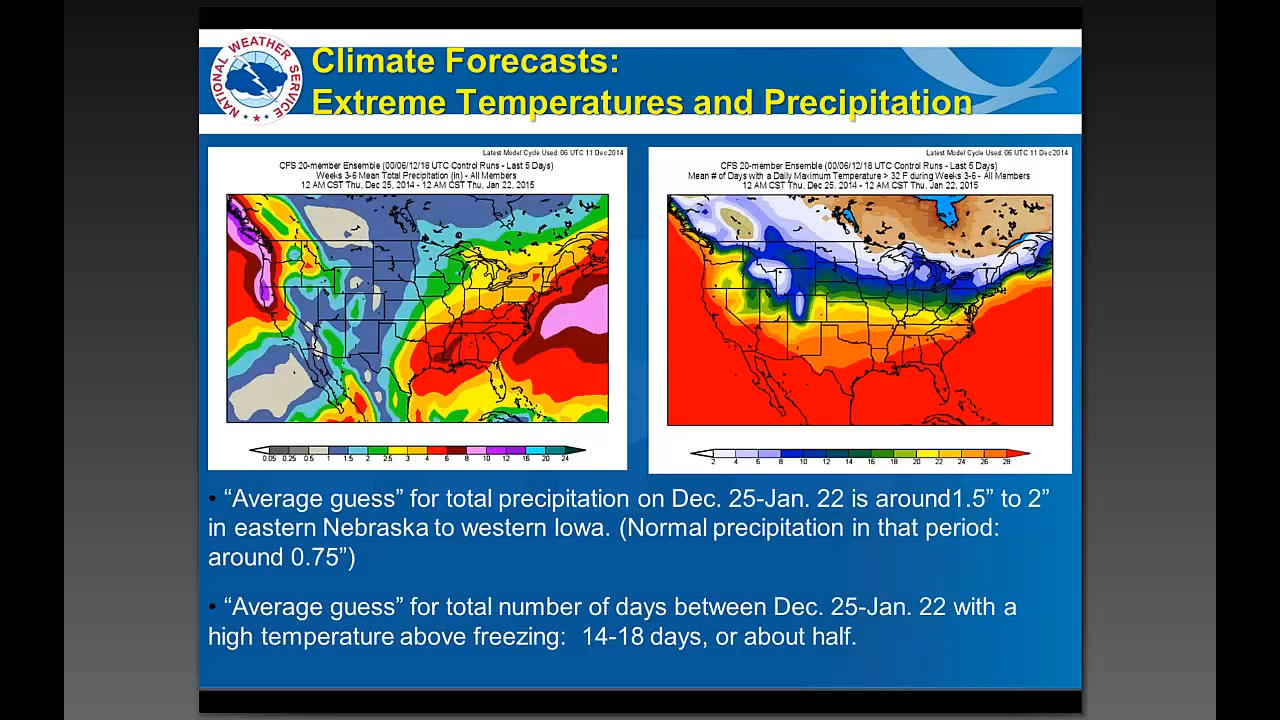 NATIONAL WEATHER SERVICE
Climate Forecasts:
Extreme Temperatures and Precipitation
Latest Model Cycle Used: 06 UTC 11 Dec 2014
CFS 20-member Ensemble (00/06/12/18 UTC Control Runs - Last 5 Days)
Weeks 3-6 Mean Total Precipitation (in) - All Members
12 AM CST Thu, Dec 25, 2014 - 12 AM CST Thu, Jan 22, 2015
0.05 0.25 0.5 1 1.5 2 2.5 3 4 6 8 10 12 16 20 24
Latest Model Cycle Used: 06 UTC 11 Dec 2014
CFS 20-member Ensemble (00/06/12/18 UTC Control Runs - Last 5 Days)
Mean # of Days with a Daily Maximum Temperature > 32 F during Weeks 3-6 - All Members
12 AM CST Thu, Dec 25, 2014 - 12 AM CST Thu, Jan 22, 2015
2 4 6 8 10 12 14 16 18 20 22 24 26 28
• “Average guess” for total precipitation on Dec. 25-Jan. 22 is around1.5” to 2”
in eastern Nebraska to western Iowa. (Normal precipitation in that period:
around 0.75”)
• “Average guess” for total number of days between Dec. 25-Jan. 22 with a
high temperature above freezing: 14-18 days, or about half.